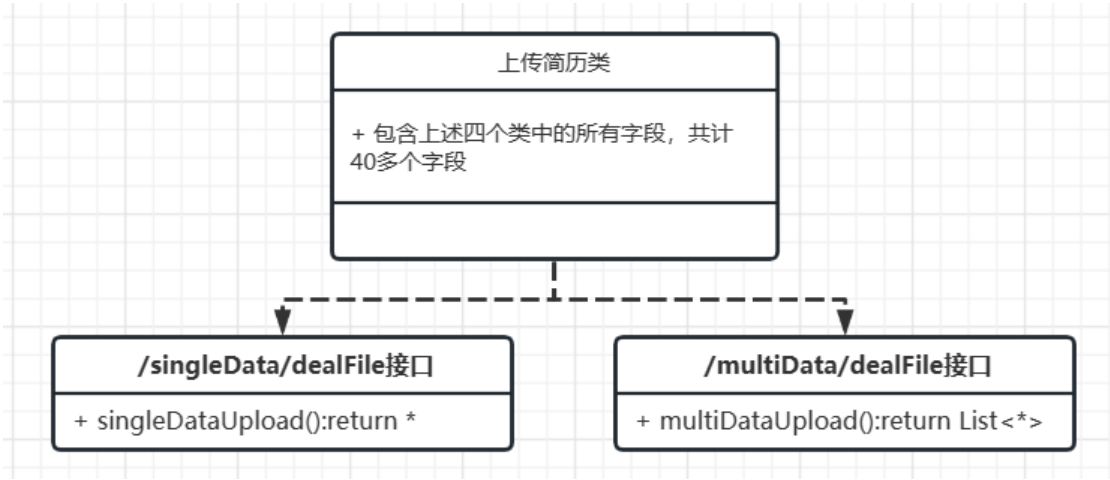 上传简历类
+ 包含上述四个类中的所有字段，共计
40多个字段
/singleData/dealFile接口
+ singleDataUpload():return *
/multiData/dealFile接口
+ multiDataUpload():return List<*>